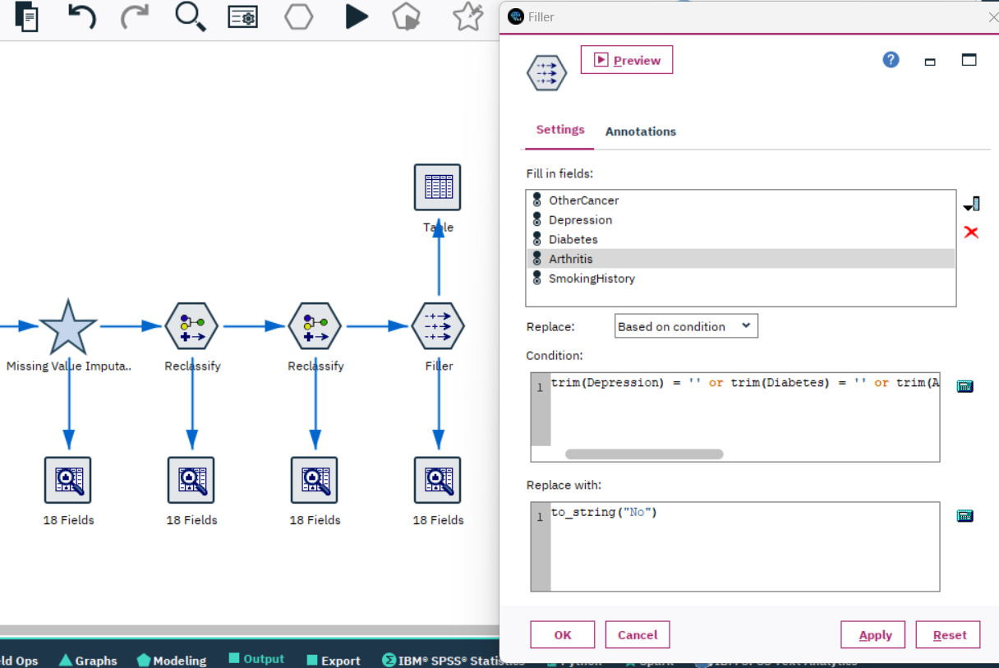 Filler
Preview
Settings
Annotations
Fill in fields:
OtherCancer
Depression
Diabetes
Arthritis
SmokingHistory
Replace:
Based on condition
Condition:
1
trim(Depression) = '' or trim(Diabetes) = '' or trim(A
Replace with:
1
to_string("No")
OK
Cancel
Apply
Reset
Table
Missing Value Imputa..
Reclassify
Reclassify
Filler
18 Fields
18 Fields
18 Fields
18 Fields
ld Ops
Graphs
Modeling
Output
Export
IBM® SPSS® Statistics